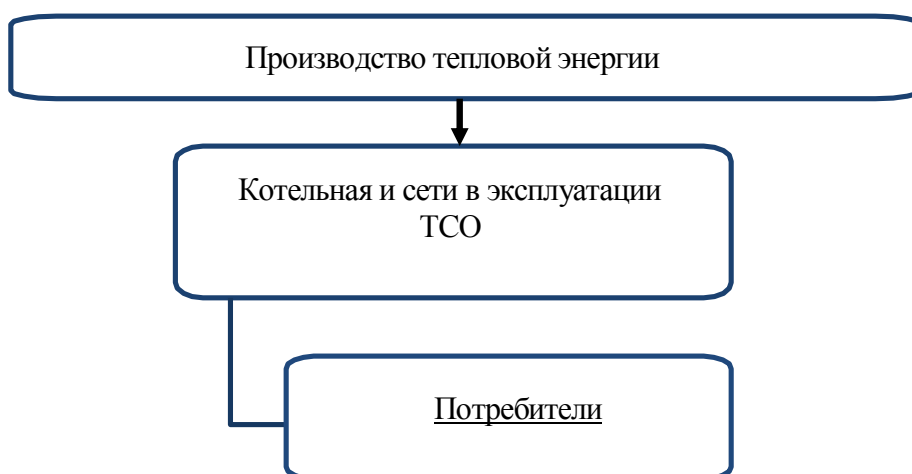 Производство тепловой энергии
Котельная и сети в эксплуатации
ТСО
Потребители